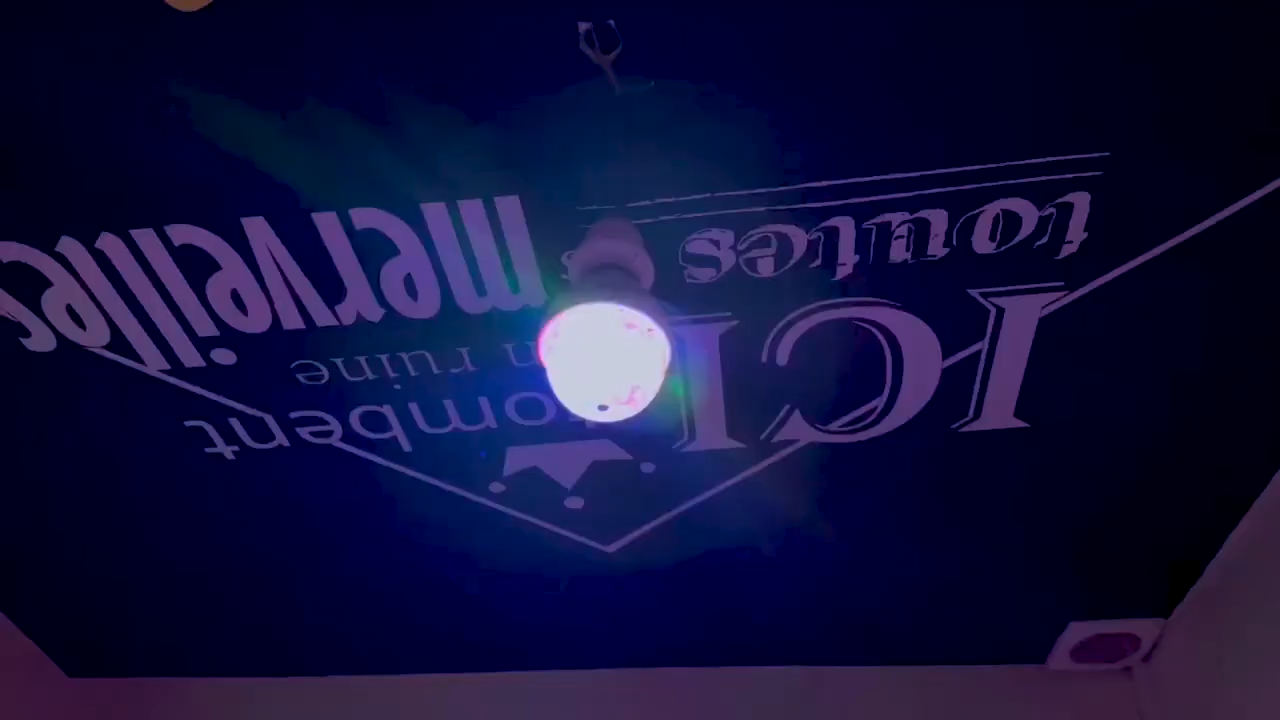 ICI
tombent
ruine
toutes
merveilles